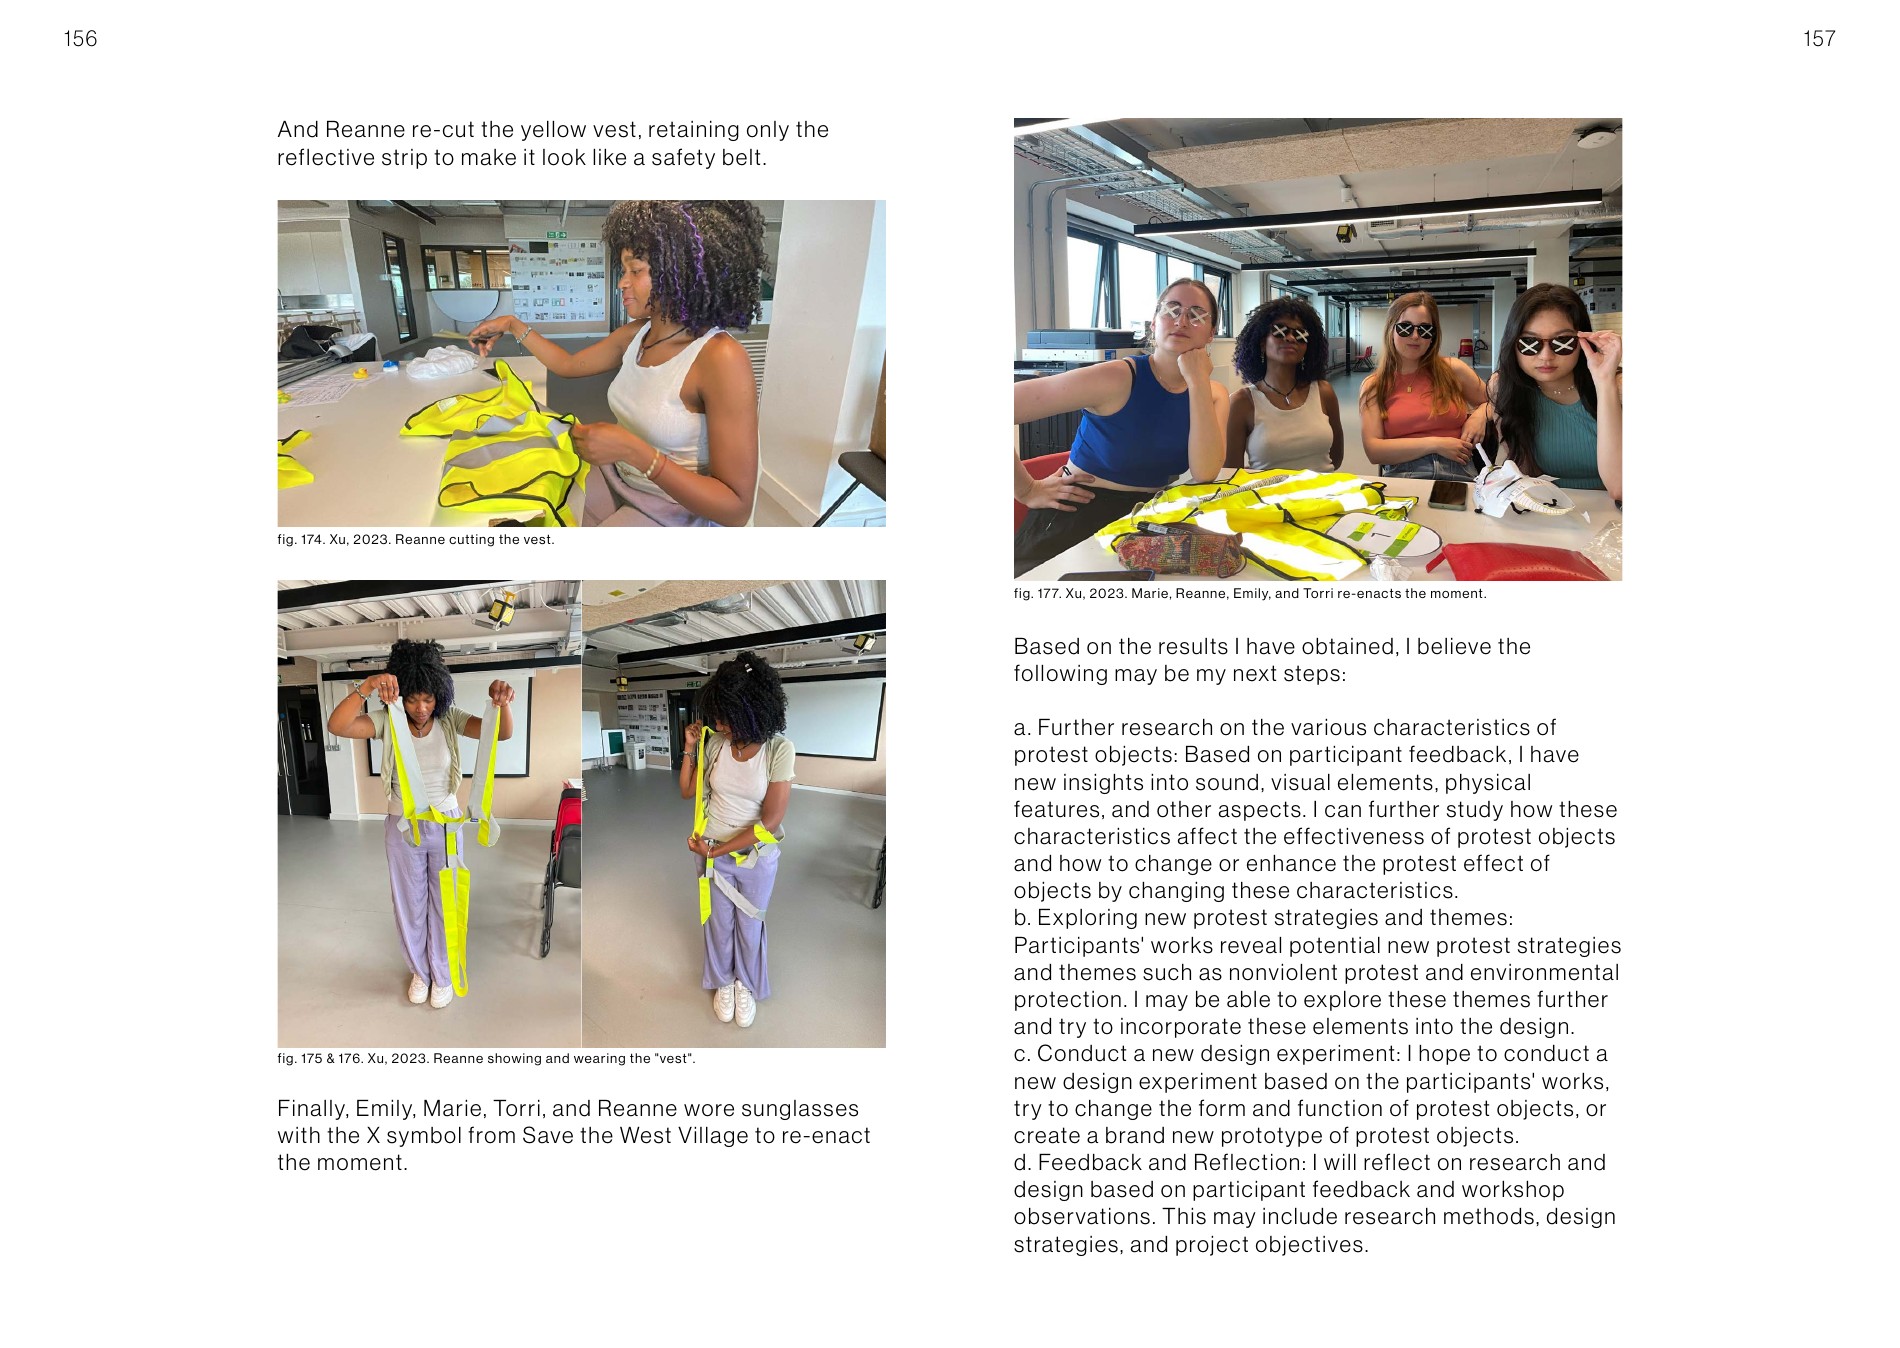 156
And Reanne re-cut the yellow vest, retaining only the
reflective strip to make it look like a safety belt.
fig. 174. Xu, 2023. Reanne cutting the vest.
fig. 175 & 176. Xu, 2023. Reanne showing and wearing the "vest".
Finally, Emily, Marie, Torri, and Reanne wore sunglasses
with the X symbol from Save the West Village to re-enact
the moment.
157
fig. 177. Xu, 2023. Marie, Reanne, Emily, and Torri re-enacts the moment.
Based on the results I have obtained, I believe the
following may be my next steps:
a. Further research on the various characteristics of
protest objects: Based on participant feedback, I have
new insights into sound, visual elements, physical
features, and other aspects. I can further study how these
characteristics affect the effectiveness of protest objects
and how to change or enhance the protest effect of
objects by changing these characteristics.
b. Exploring new protest strategies and themes:
Participants' works reveal potential new protest strategies
and themes such as nonviolent protest and environmental
protection. I may be able to explore these themes further
and try to incorporate these elements into the design.
c. Conduct a new design experiment: I hope to conduct a
new design experiment based on the participants' works,
try to change the form and function of protest objects, or
create a brand new prototype of protest objects.
d. Feedback and Reflection: I will reflect on research and
design based on participant feedback and workshop
observations. This may include research methods, design
strategies, and project objectives.